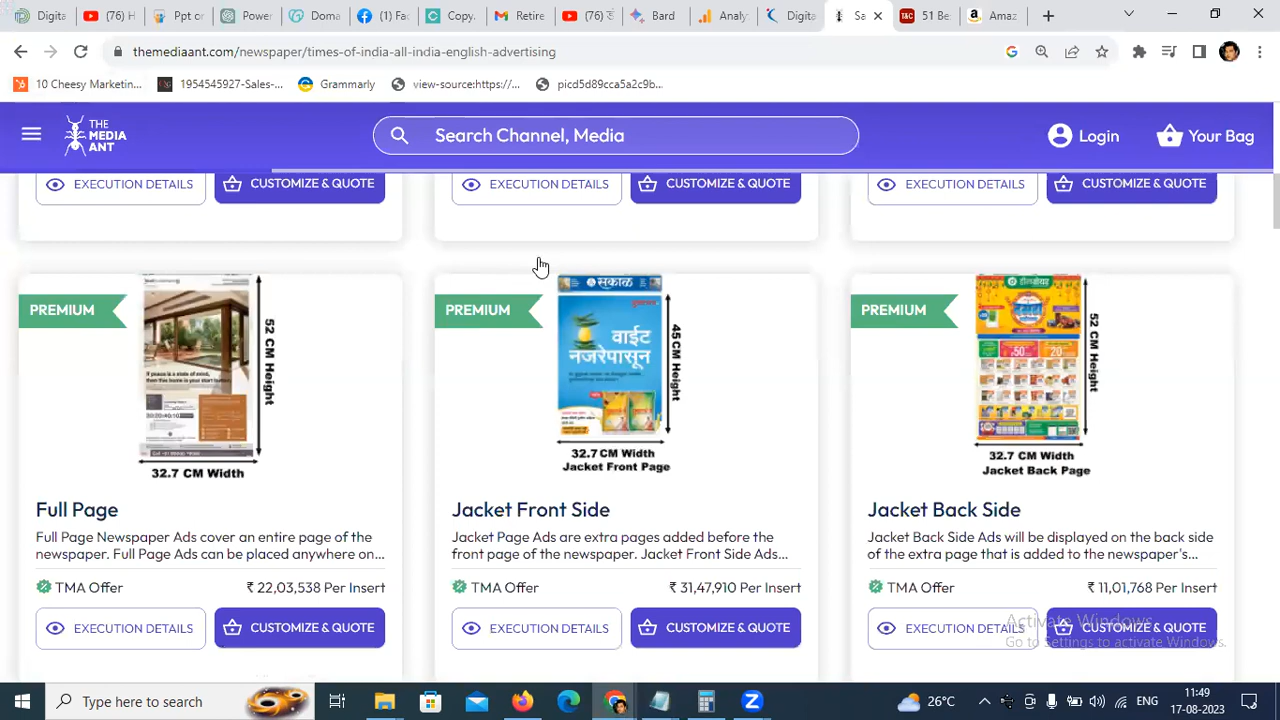 Digita
(76) H
Ppt or
G Ima
Power
Doma
(1) Fac
Copy.
Retire
(76) ड
Bard
Analy
Digita
Sa
51 Be
Amaz
themediaant.com/newspaper/times-of-india-all-india-english-advertising
10 Cheesy Marketin...
1954545927-Sales-...
Grammarly
view-source:https://...
picd5d89cca5a2c9b...
THE MEDIA ANT
Search Channel, Media
Login
Your Bag
EXECUTION DETAILS
CUSTOMIZE & QUOTE
EXECUTION DETAILS
CUSTOMIZE & QUOTE
EXECUTION DETAILS
CUSTOMIZE & QUOTE
PREMIUM
52 CM Height
32.7 CM Width
PREMIUM
सकाळ
वाईट
नजरेपासून
45 CM Height
32.7 CM Width
Jacket Front Page
PREMIUM
52 CM Height
32.7 CM Width
Jacket Back Page
Full Page
Full Page Newspaper Ads cover an entire page of the
newspaper. Full Page Ads can be placed anywhere on...
TMA Offer
₹ 22,03,538 Per Insert
EXECUTION DETAILS
CUSTOMIZE & QUOTE
Jacket Front Side
Jacket Page Ads are extra pages added before the
front page of the newspaper. Jacket Front Side Ads...
TMA Offer
₹ 31,47,910 Per Insert
EXECUTION DETAILS
CUSTOMIZE & QUOTE
Jacket Back Side
Jacket Back Side Ads will be displayed on the back side
of the extra page that is added to the newspaper's...
TMA Offer
₹ 11,01,768 Per Insert
EXECUTION DETAILS
CUSTOMIZE & QUOTE
Activate Windows
Go to Settings to activate Windows.
Type here to search
26°C
ENG
11:49
17-08-2023